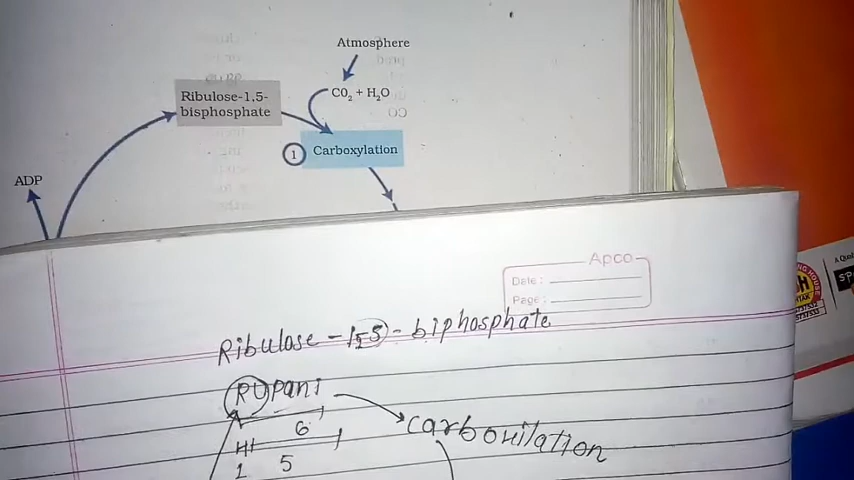 Atmosphere
CO₂ + H₂O
Ribulose-1,5-
bisphosphate
1 Carboxylation
ADP
Apco
Date :
Page :
Ribulose - 1,5 - biphosphate
RUPani
6
HI
1 5
carboxilation